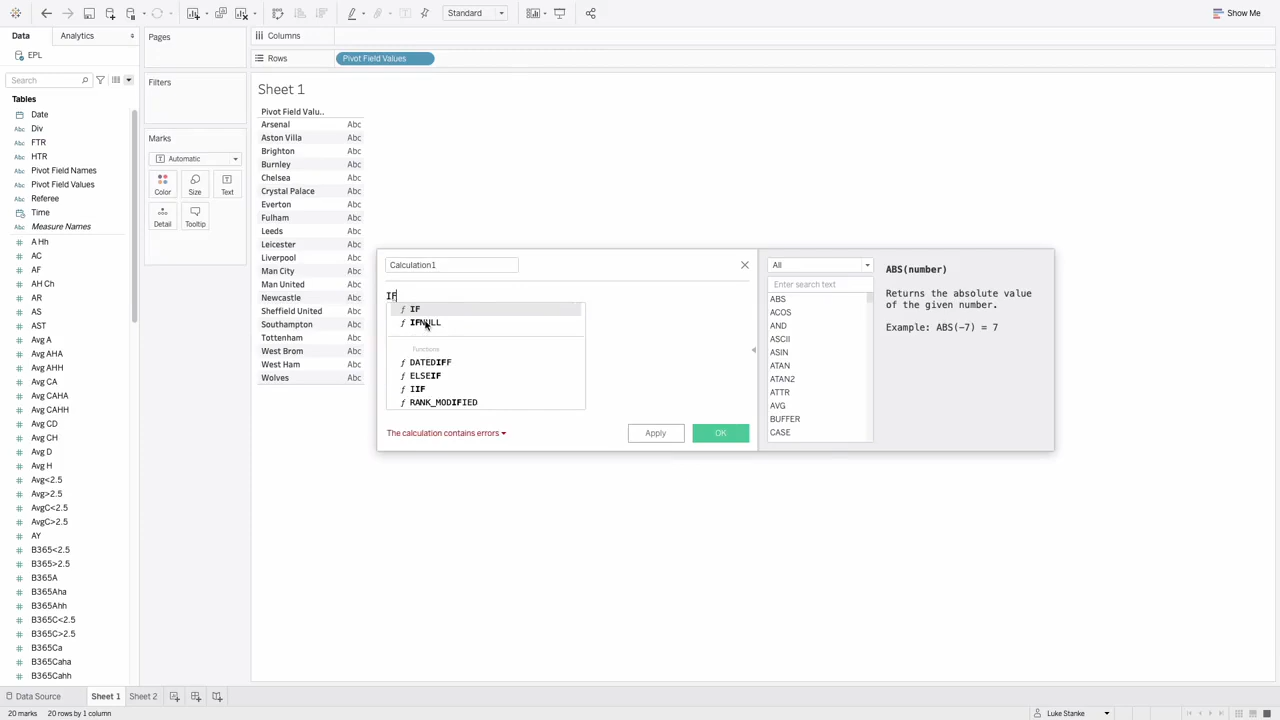 Standard
Show Me
Data
Analytics
EPL
Search
Tables
Date
Div
FTR
HTR
Pivot Field Names
Pivot Field Values
Referee
Time
Measure Names
A Hh
AC
AF
AH Ch
AR
AS
AST
Avg A
Avg AHA
Avg AHH
Avg CA
Avg CAHA
Avg CAHH
Avg CD
Avg CH
Avg D
Avg H
Avg<2.5
Avg>2.5
AvgC<2.5
AvgC>2.5
AY
B365<2.5
B365>2.5
B365A
B365Aha
B365Ahh
B365C<2.5
B365C>2.5
B365Ca
B365Caha
B365Cahh
Pages
Filters
Marks
Automatic
Color
Size
Text
Detail
Tooltip
Columns
Rows
Pivot Field Values
Sheet 1
Pivot Field Valu..
Arsenal Abc
Aston Villa Abc
Brighton Abc
Burnley Abc
Chelsea Abc
Crystal Palace Abc
Everton Abc
Fulham Abc
Leeds Abc
Leicester Abc
Liverpool Abc
Man City Abc
Man United Abc
Newcastle Abc
Sheffield United Abc
Southampton Abc
Tottenham Abc
West Brom Abc
West Ham Abc
Wolves Abc
Calculation1
IF
IF
IFNULL
Functions
DATEDIFF
ELSEIF
IIF
RANK_MODIFIED
The calculation contains errors
Apply
OK
All
Enter search text
ABS
ACOS
AND
ASCII
ASIN
ATAN
ATAN2
ATTR
AVG
BUFFER
CASE
ABS(number)
Returns the absolute value
of the given number.
Example: ABS(-7) = 7
Data Source
Sheet 1
Sheet 2
20 marks
20 rows by 1 column
Luke Stanke